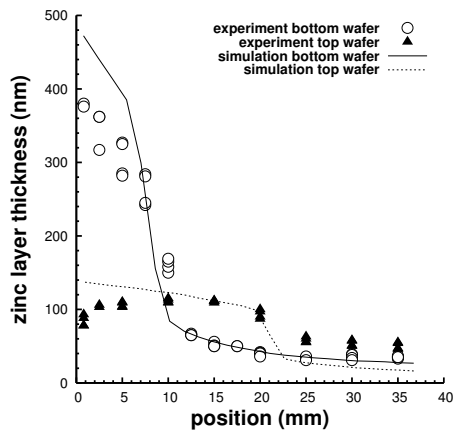 experiment bottom wafer
experiment top wafer
simulation bottom wafer
simulation top wafer
500
400
300
200
100
0
zinc layer thickness (nm)
0 5 10 15 20 25 30 35 40
position (mm)